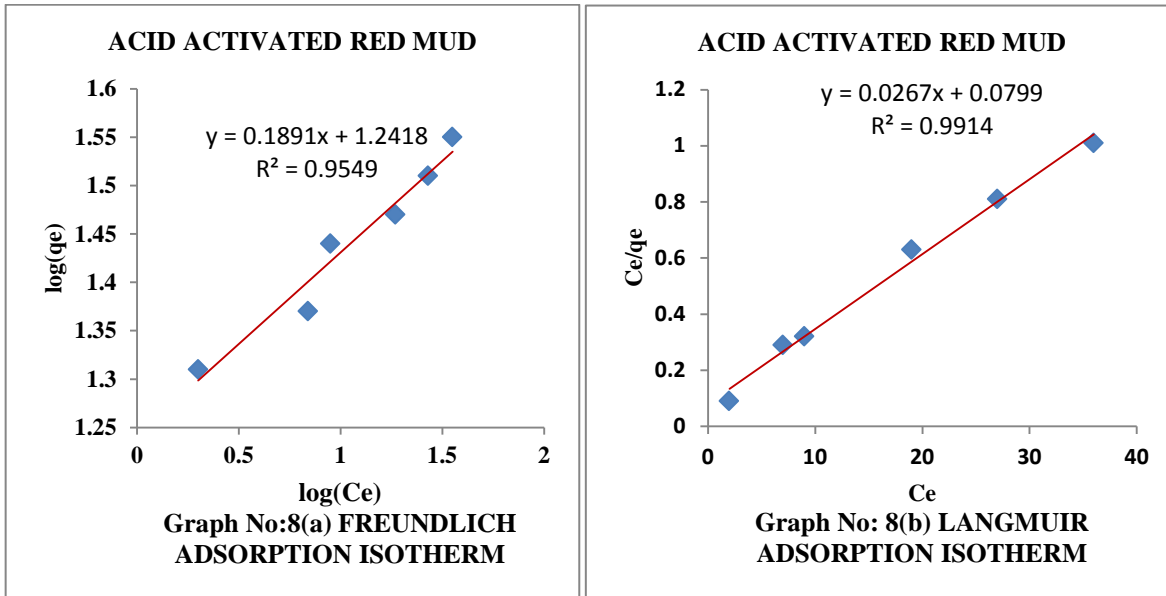 ACID ACTIVATED RED MUD
y = 0.1891x + 1.2418
R² = 0.9549
log(qe)
1.6
1.55
1.5
1.45
1.4
1.35
1.3
1.25
0
0.5
1
1.5
2
log(Ce)
Graph No:8(a) FREUNDLICH
ADSORPTION ISOTHERM
ACID ACTIVATED RED MUD
y = 0.0267x + 0.0799
R² = 0.9914
Ce/qe
1.2
1
0.8
0.6
0.4
0.2
0
0
10
20
30
40
Ce
Graph No: 8(b) LANGMUIR
ADSORPTION ISOTHERM